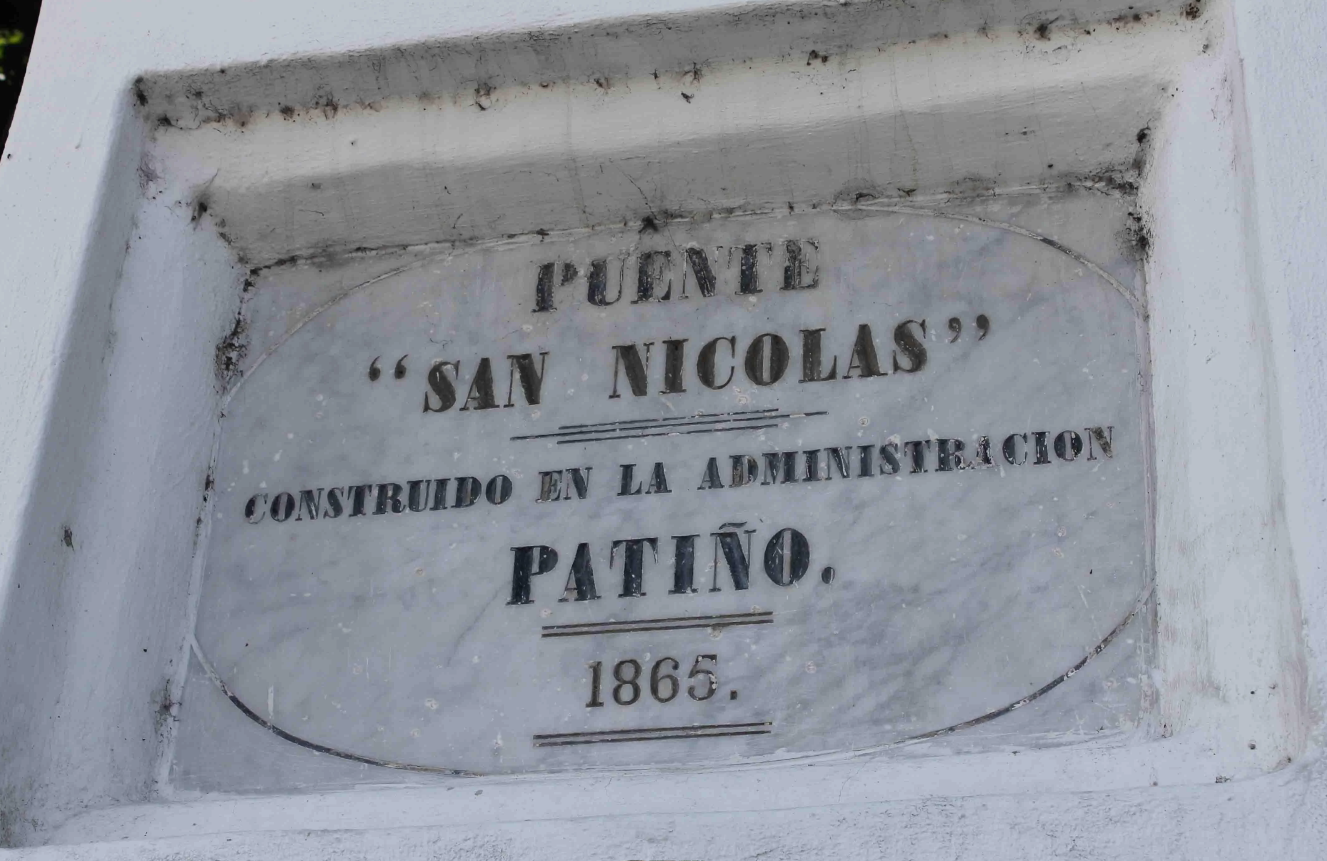 PUENTE
“SAN NICOLAS”
CONSTRUIDO EN LA ADMINISTRACION
PATIÑO.
1865.